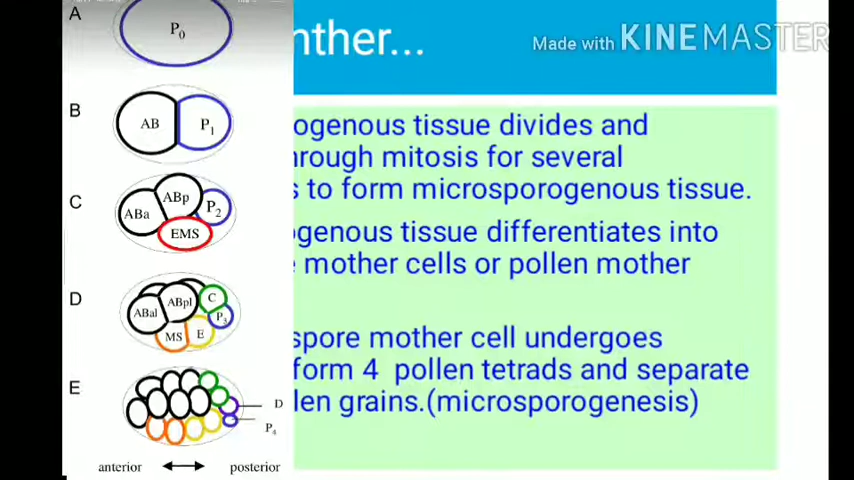 A
P0
B
AB
P1
C
ABa
ABp
P2
EMS
D
ABal
ABpl
C
P3
MS
E
E
D
P4
anterior
posterior
nther...
Made with KINEMASTER
ogenous tissue divides and
hrough mitosis for several
s to form microsporogenous tissue.
ogenous tissue differentiates into
e mother cells or pollen mother
spore mother cell undergoes
form 4 pollen tetrads and separate
len grains.(microsporogenesis)